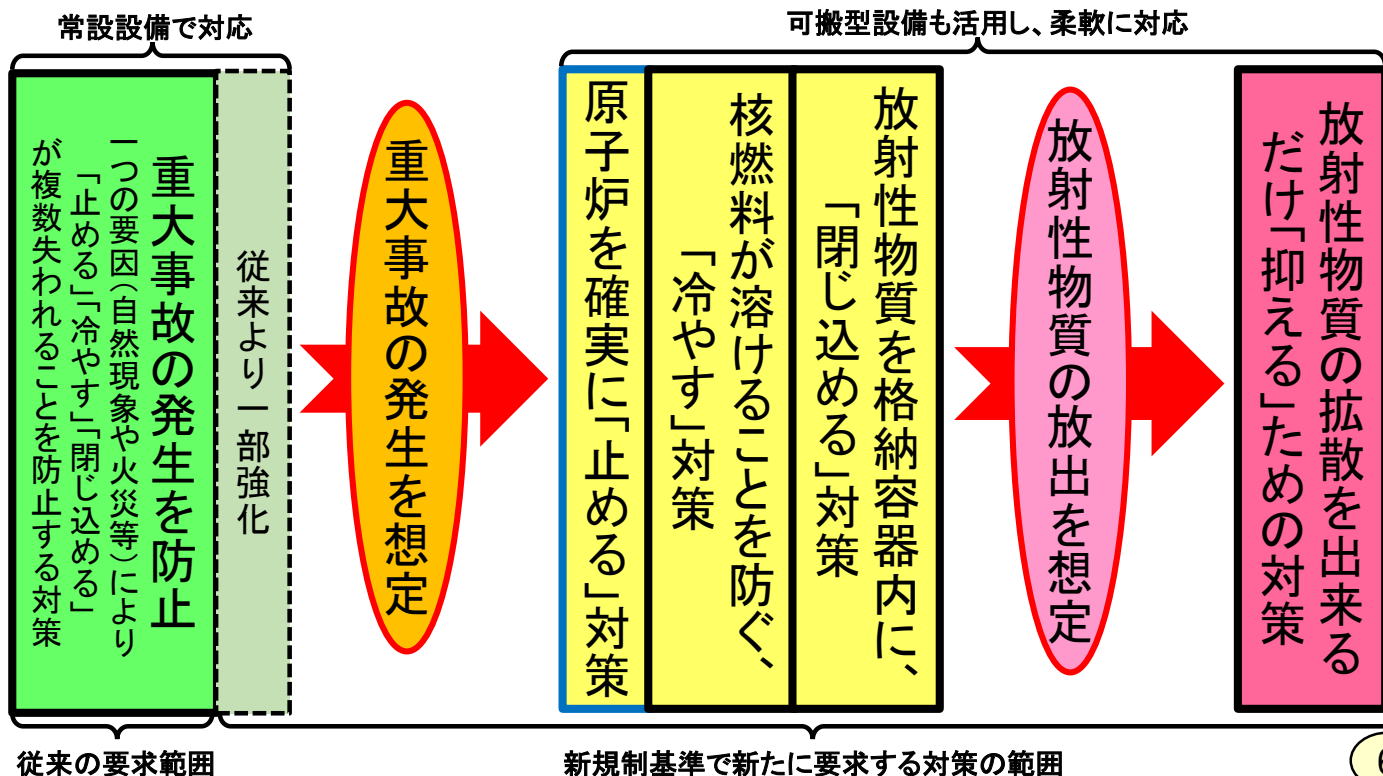 常設設備で対応
可搬型設備も活用し、柔軟に対応
重大事故の発生を防止
一つの要因(自然現象や火災等)により
「止める」「冷やす」「閉じ込める」
が複数失われることを防止する対策
従来より一部強化
重大事故の発生を想定
原子炉を確実に「止める」対策
核燃料が溶けることを防ぐ、
「冷やす」対策
放射性物質を格納容器内に、
「閉じ込める」対策
放射性物質の放出を想定
放射性物質の拡散を出来る
だけ「抑える」ための対策
従来の要求範囲
新規制基準で新たに要求する対策の範囲